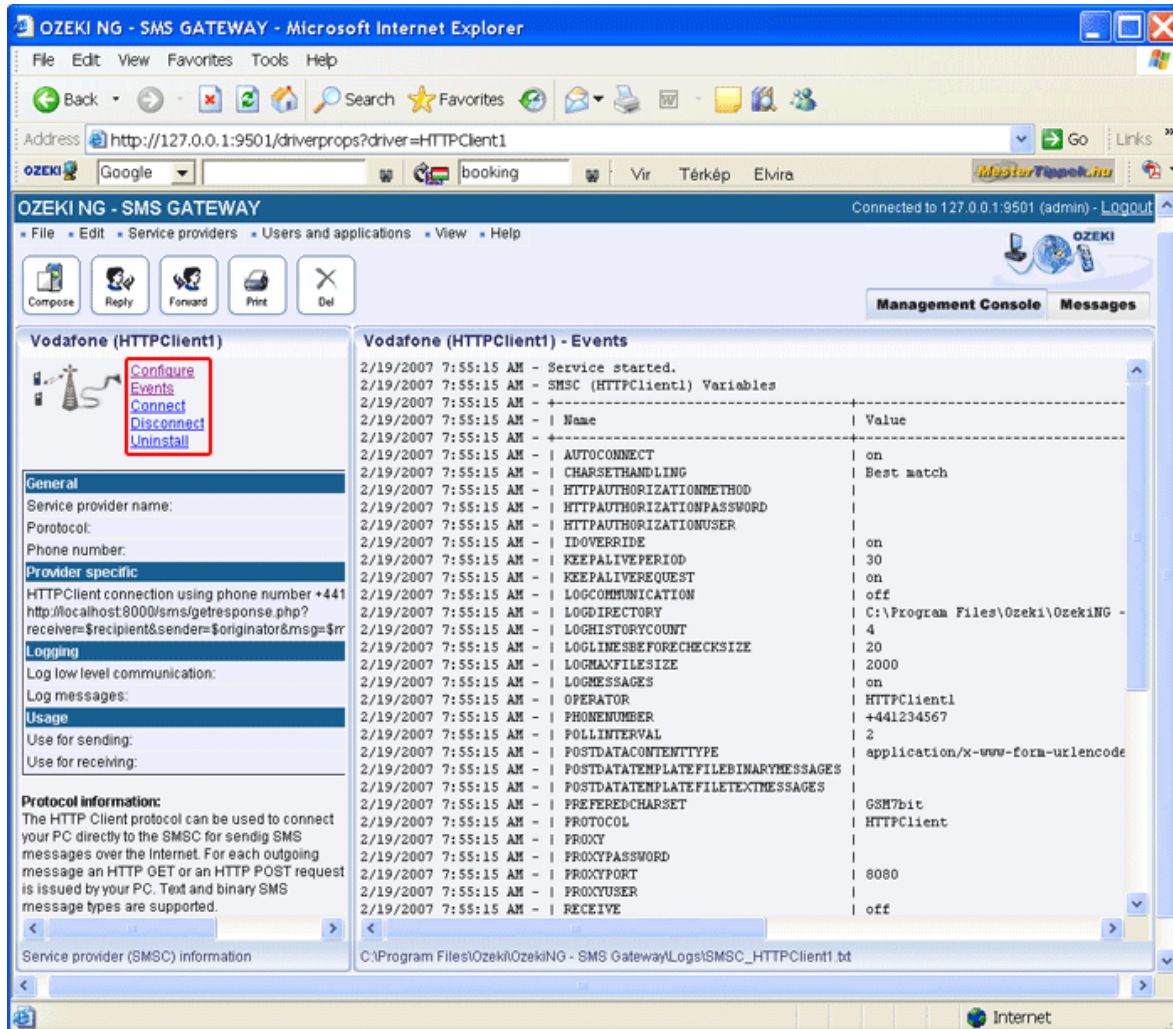 OZEKI NG - SMS GATEWAY - Microsoft Internet Explorer
File Edit View Favorites Tools Help
Back Search Favorites
Address http://127.0.0.1:9501/driverprops?driver=HTTPClient1 Go Links »
OZEKI Google booking Vir Térkép Elvira MesterTippek.hu
OZEKI NG - SMS GATEWAY Connected to 127.0.0.1:9501 (admin) - Logout
File Edit Service providers Users and applications View Help
OZEKI
Compose Reply Forward Print Del
Management Console Messages
Vodafone (HTTPClient1)
Configure
Events
Connect
Disconnect
Uninstall
General
Service provider name:
Porotocol:
Phone number:
Provider specific
HTTPClient connection using phone number +441
http://localhost:8000/sms/getresponse.php?
receiver=$recipient&sender=$originator&msg=$m
Logging
Log low level communication:
Log messages:
Usage
Use for sending:
Use for receiving:
Protocol information:
The HTTP Client protocol can be used to connect
your PC directly to the SMSC for sendig SMS
messages over the Internet. For each outgoing
message an HTTP GET or an HTTP POST request
is issued by your PC. Text and binary SMS
message types are supported.
Service provider (SMSC) information
Vodafone (HTTPClient1) - Events
2/19/2007 7:55:15 AM - Service started.
2/19/2007 7:55:15 AM - SMSC (HTTPClient1) Variables
2/19/2007 7:55:15 AM - +----------------------------------------+-----------------------------------
2/19/2007 7:55:15 AM - | Name | Value
2/19/2007 7:55:15 AM - +----------------------------------------+-----------------------------------
2/19/2007 7:55:15 AM - | AUTOCONNECT | on
2/19/2007 7:55:15 AM - | CHARSETHANDLING | Best match
2/19/2007 7:55:15 AM - | HTTPAUTHORIZATIONMETHOD |
2/19/2007 7:55:15 AM - | HTTPAUTHORIZATIONPASSWORD |
2/19/2007 7:55:15 AM - | HTTPAUTHORIZATIONUSER |
2/19/2007 7:55:15 AM - | IDOVERRIDE | on
2/19/2007 7:55:15 AM - | KEEPALIVEPERIOD | 30
2/19/2007 7:55:15 AM - | KEEPALIVEREQUEST | on
2/19/2007 7:55:15 AM - | LOGCOMMUNICATION | off
2/19/2007 7:55:15 AM - | LOGDIRECTORY | C:\Program Files\Ozeki\OzekiNG -
2/19/2007 7:55:15 AM - | LOGHISTORYCOUNT | 4
2/19/2007 7:55:15 AM - | LOGLINESBEFORECHECKSIZE | 20
2/19/2007 7:55:15 AM - | LOGMAXFILESIZE | 2000
2/19/2007 7:55:15 AM - | LOGMESSAGES | on
2/19/2007 7:55:15 AM - | OPERATOR | HTTPClient1
2/19/2007 7:55:15 AM - | PHONENUMBER | +441234567
2/19/2007 7:55:15 AM - | POLLINTERVAL | 2
2/19/2007 7:55:15 AM - | POSTDATACONTENTTYPE | application/x-www-form-urlencode
2/19/2007 7:55:15 AM - | POSTDATATEMPLATEFILEBINARYMESSAGES |
2/19/2007 7:55:15 AM - | POSTDATATEMPLATEFILETEXTMESSAGES |
2/19/2007 7:55:15 AM - | PREFEREDCHARSET | GSM7bit
2/19/2007 7:55:15 AM - | PROTOCOL | HTTPClient
2/19/2007 7:55:15 AM - | PROXY |
2/19/2007 7:55:15 AM - | PROXYPASSWORD |
2/19/2007 7:55:15 AM - | PROXYPORT | 8080
2/19/2007 7:55:15 AM - | PROXYUSER |
2/19/2007 7:55:15 AM - | RECEIVE | off
C:\Program Files\Ozeki\OzekiNG - SMS Gateway\Logs\SMSC_HTTPClient1.txt
Internet